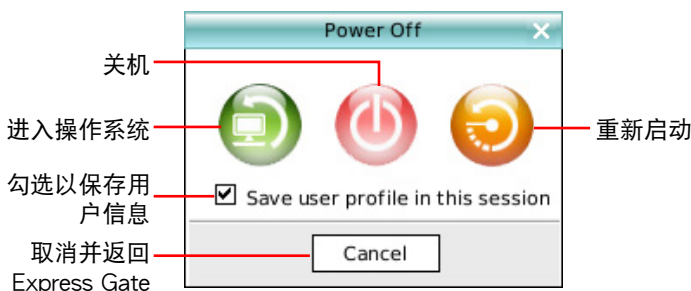 Power Off
关机
进入操作系统
重新启动
勾选以保存用
户信息
Save user profile in this session
取消并返回
Express Gate
Cancel